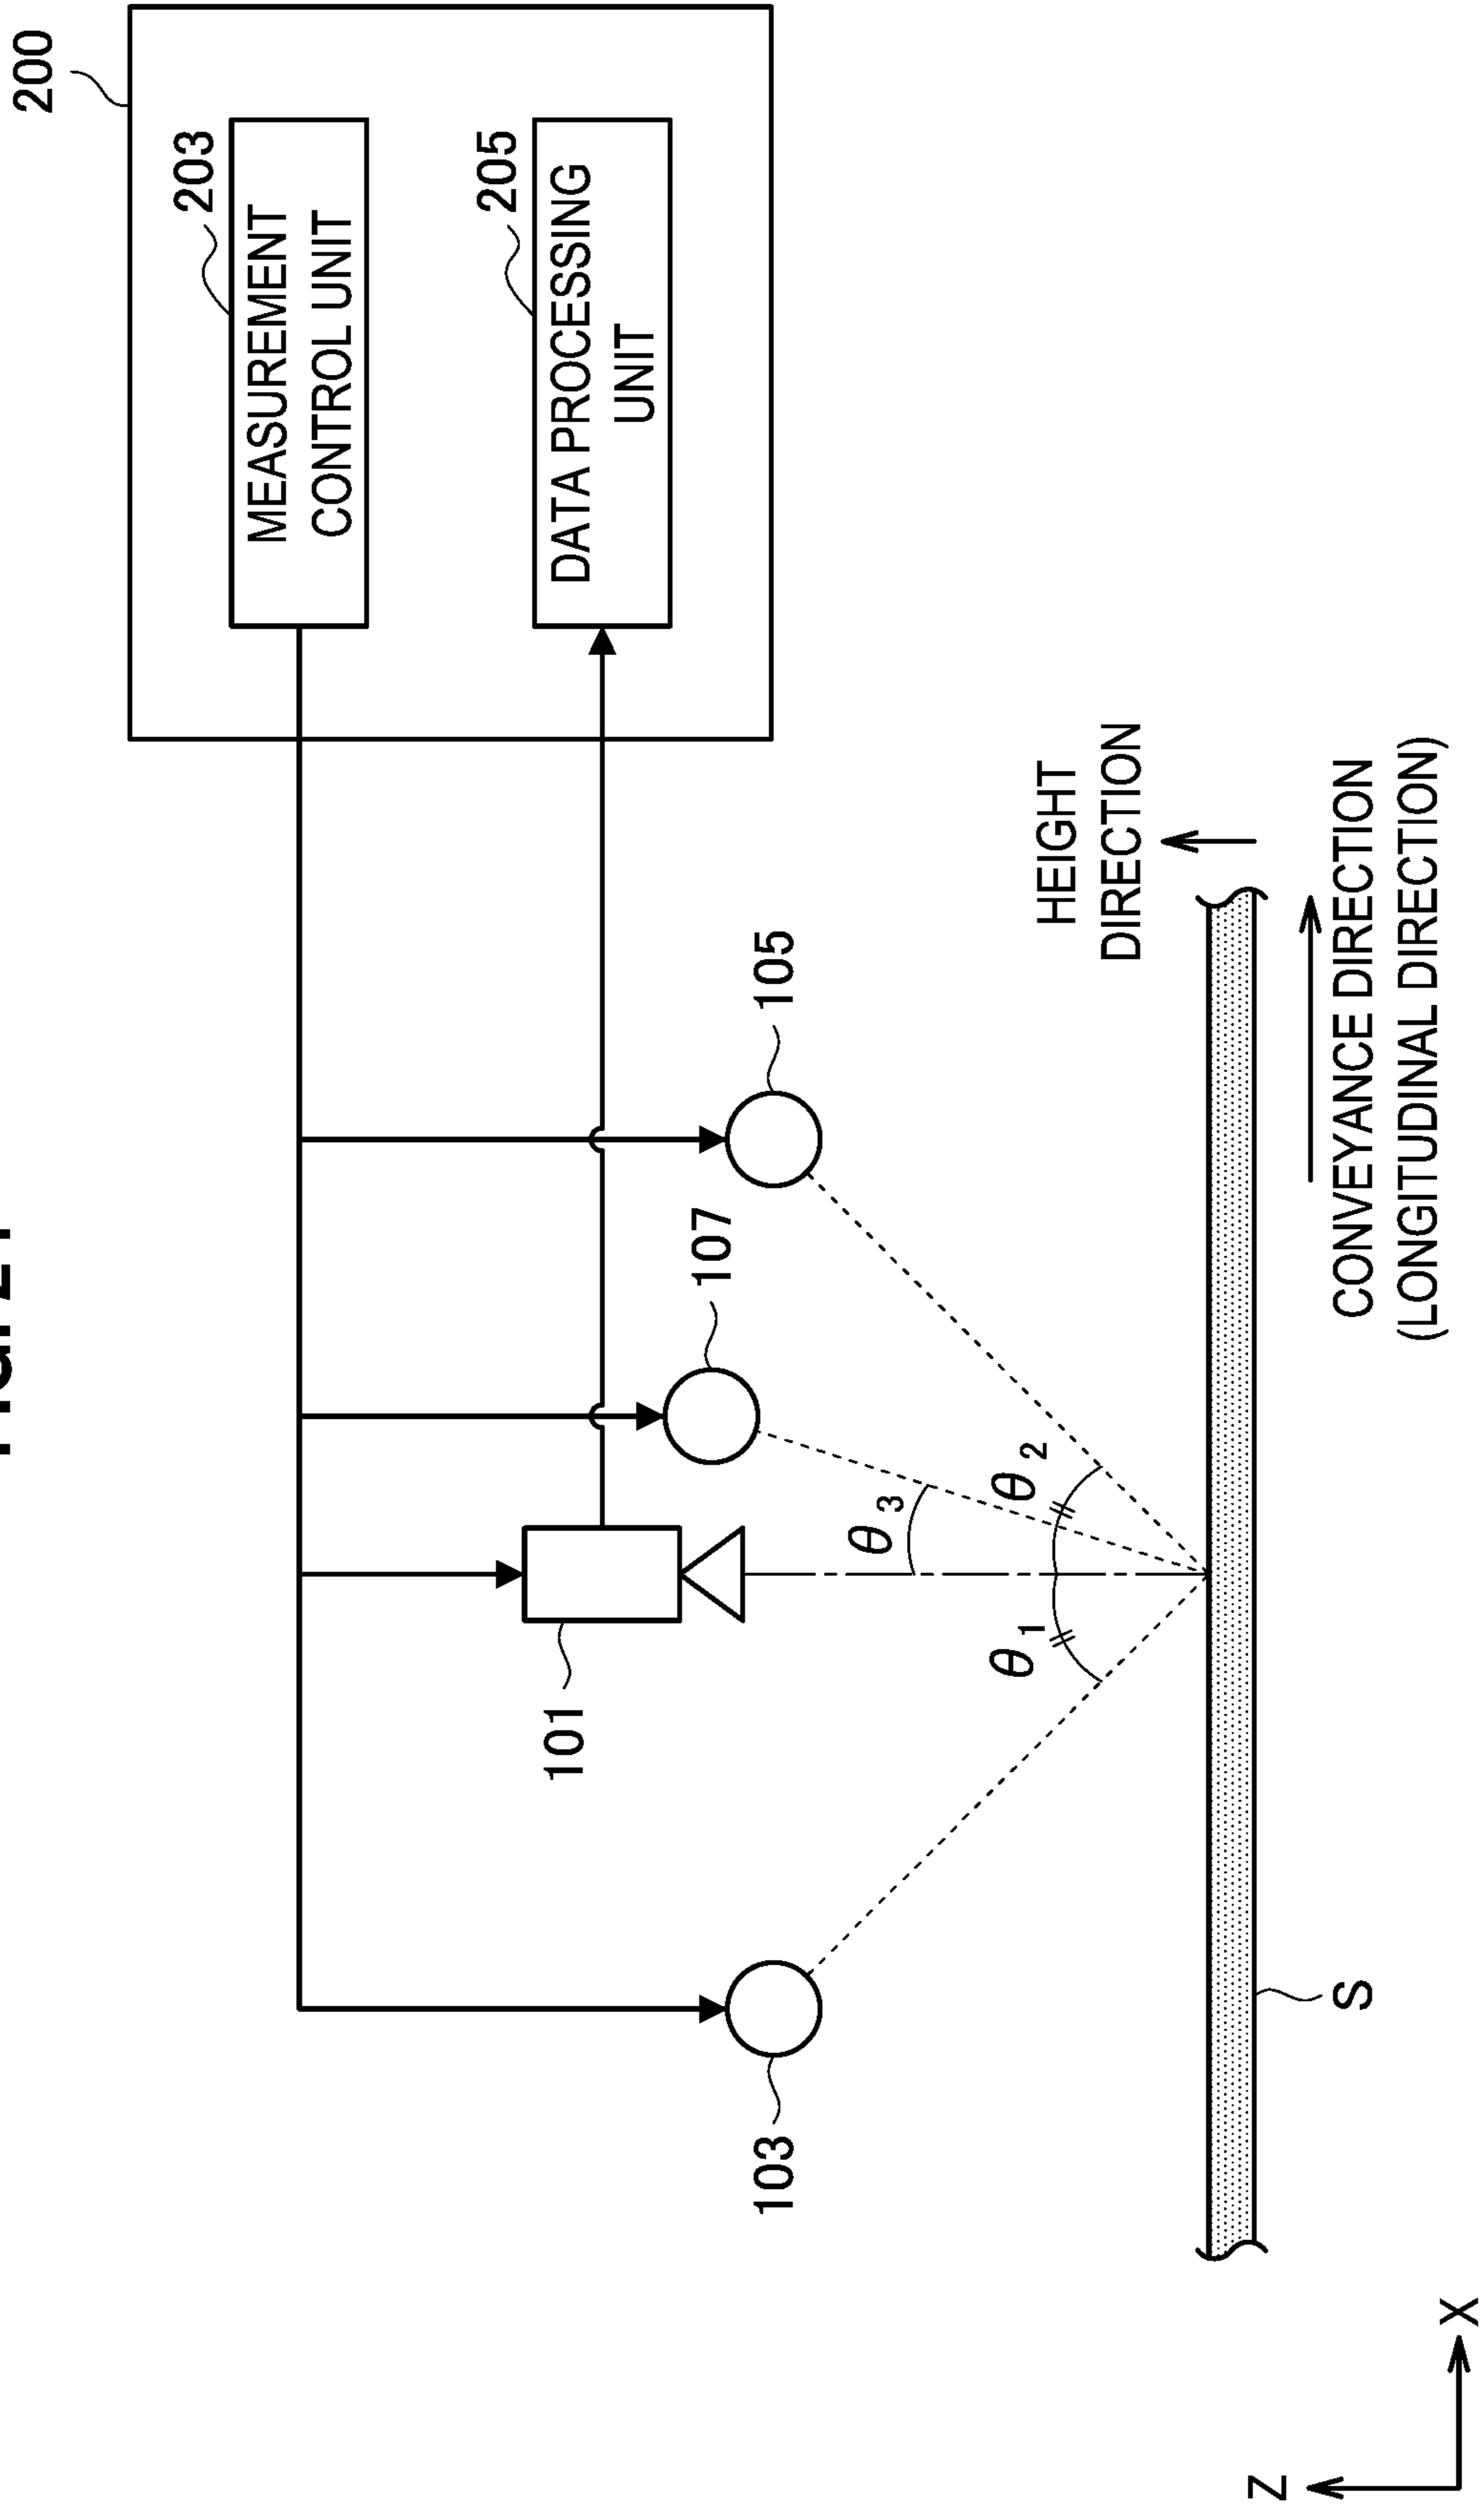 200
203
MEASUREMENT
CONTROL UNIT
205
DATA PROCESSING
UNIT
101
107
103
105
θ3
θ1
θ2
HEIGHT
DIRECTION
S
CONVEYANCE DIRECTION
(LONGITUDINAL DIRECTION)
Z
X